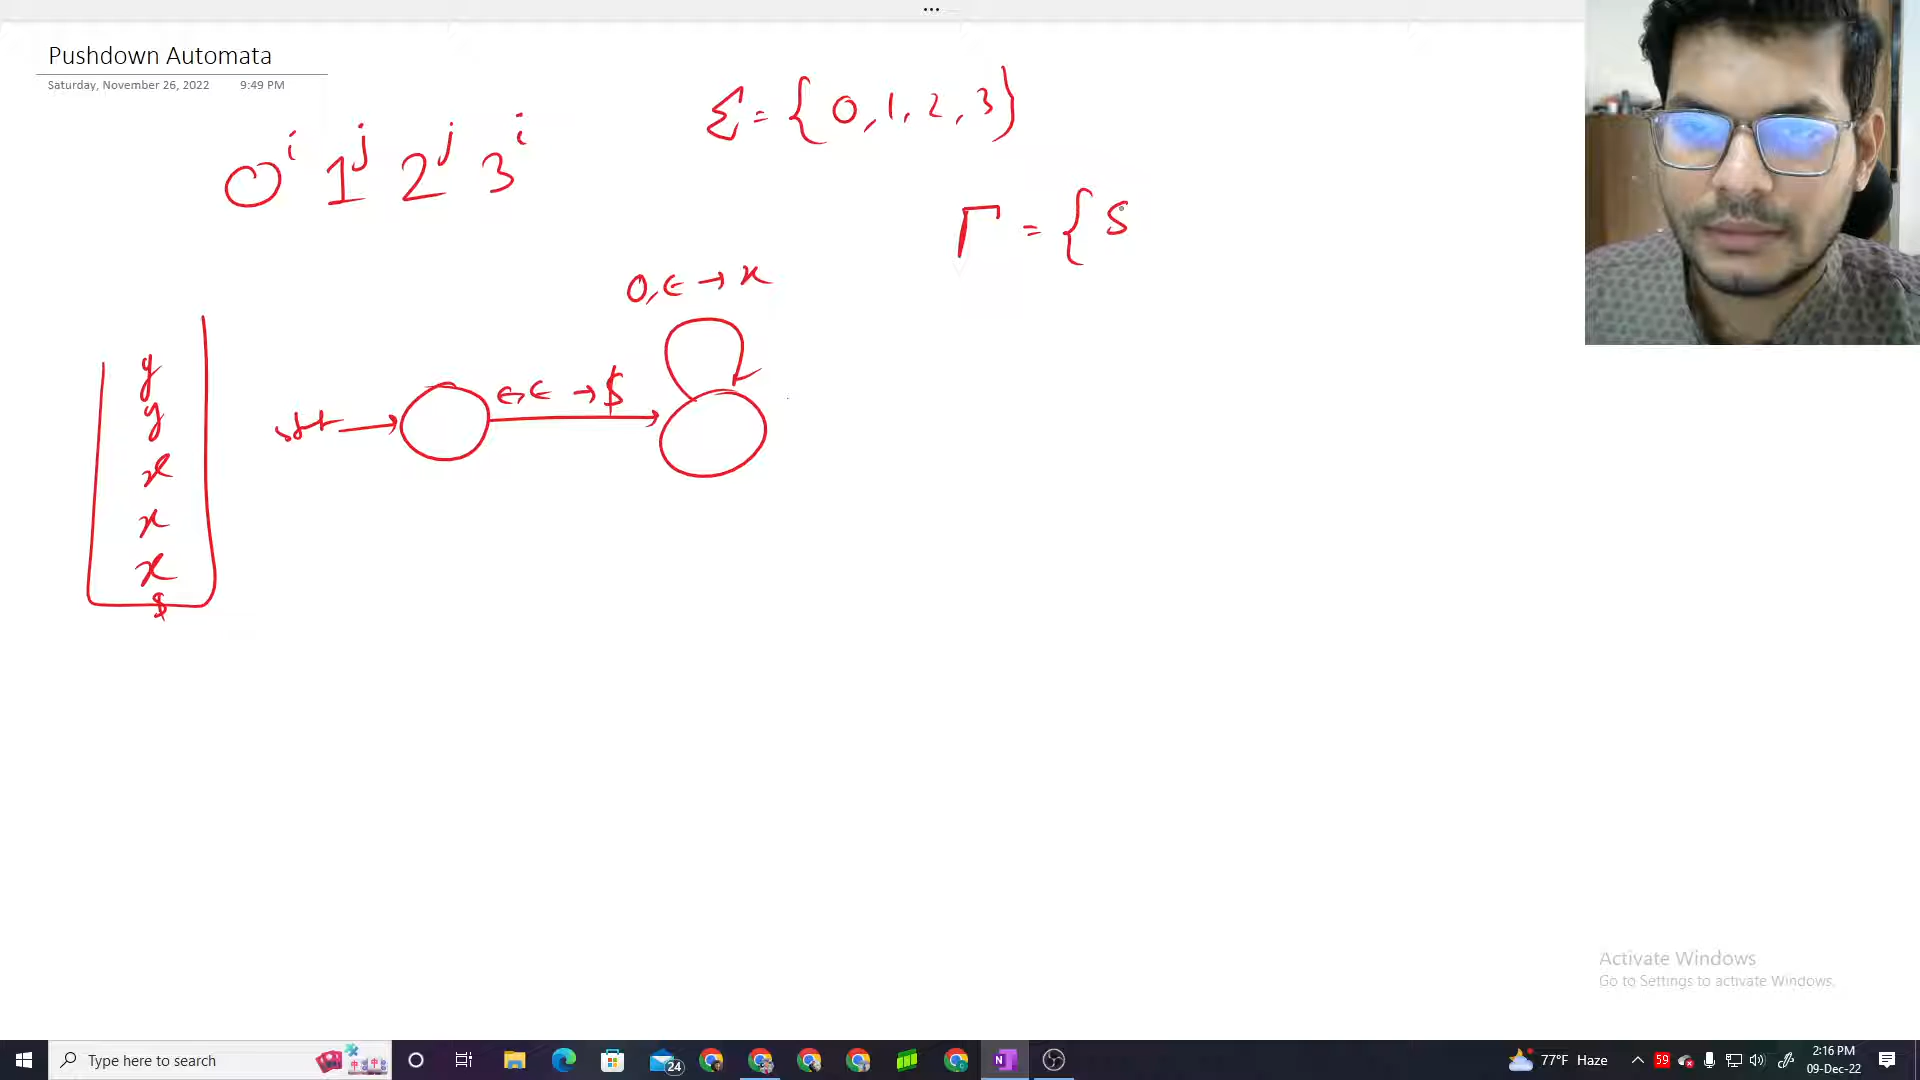 Pushdown Automata
Saturday, November 26, 2022 9:49 PM
Σ = { 0, 1, 2, 3 }
0^i 1^j 2^j 3^i
Γ = { S
0, ε → x
ε, ε → $
y
y
x
x
x
$
Activate Windows
Go to Settings to activate Windows.
Type here to search
24
N
77°F Haze
59
2:16 PM
09-Dec-22